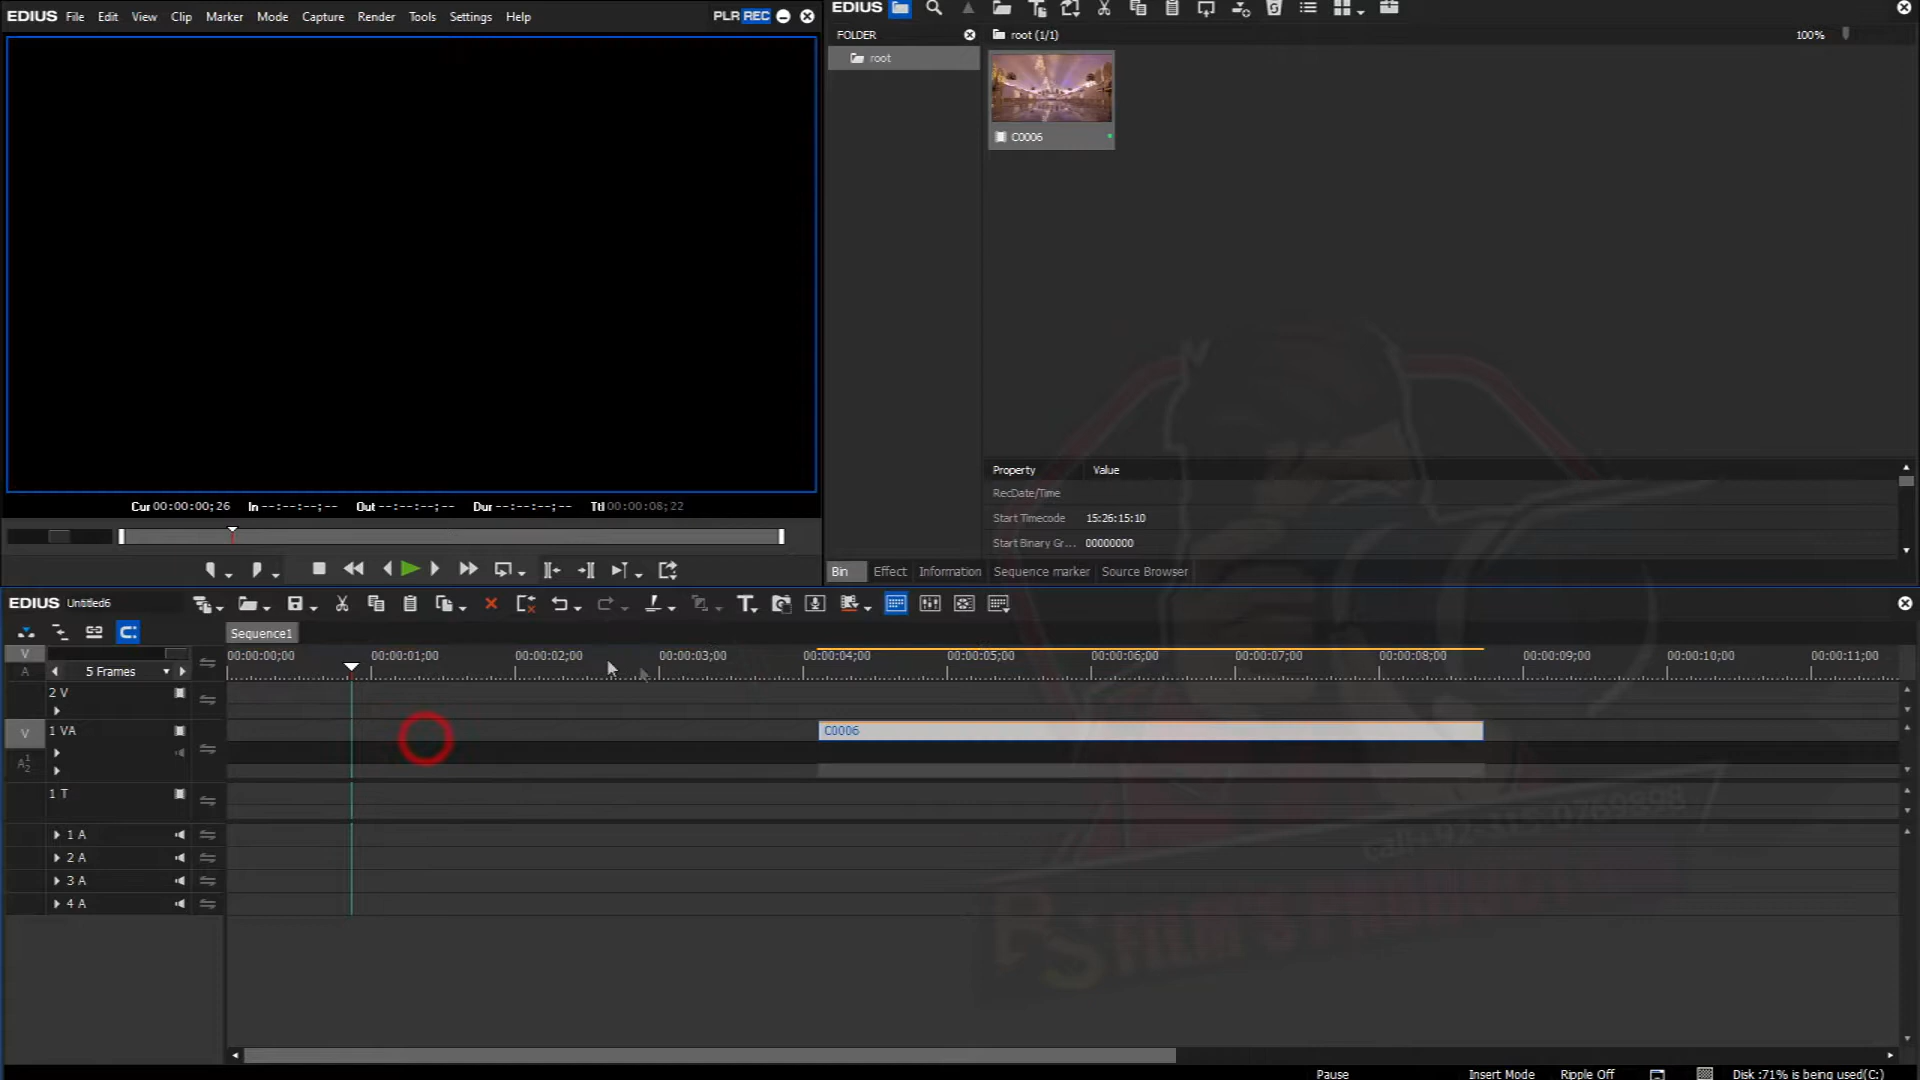 EDIUS File Edit View Clip Marker Mode Capture Render Tools Settings Help PLR REC
EDIUS
FOLDER
root
root (1/1)
100%
C0006
Property Value
RecDate/Time
Start Timecode 15:26:15:10
Start Binary Gr... 00000000
Cur 00:00:00;26 In --:--:--;-- Out --:--:--;-- Dur --:--:--;-- Ttl 00:00:08;22
Bin Effect Information Sequence marker Source Browser
EDIUS Untitled6
Sequence1
V
A
5 Frames
00:00:00;00 00:00:01;00 00:00:02;00 00:00:03;00 00:00:04;00 00:00:05;00 00:00:06;00 00:00:07;00 00:00:08;00 00:00:09;00 00:00:10;00 00:00:11;00
2 V
V 1 VA
C0006
A 1 2
1 T
1 A
2 A
3 A
4 A
call+92-315-0769898
RS
Pause Insert Mode Ripple Off Disk :71% is being used(C:)